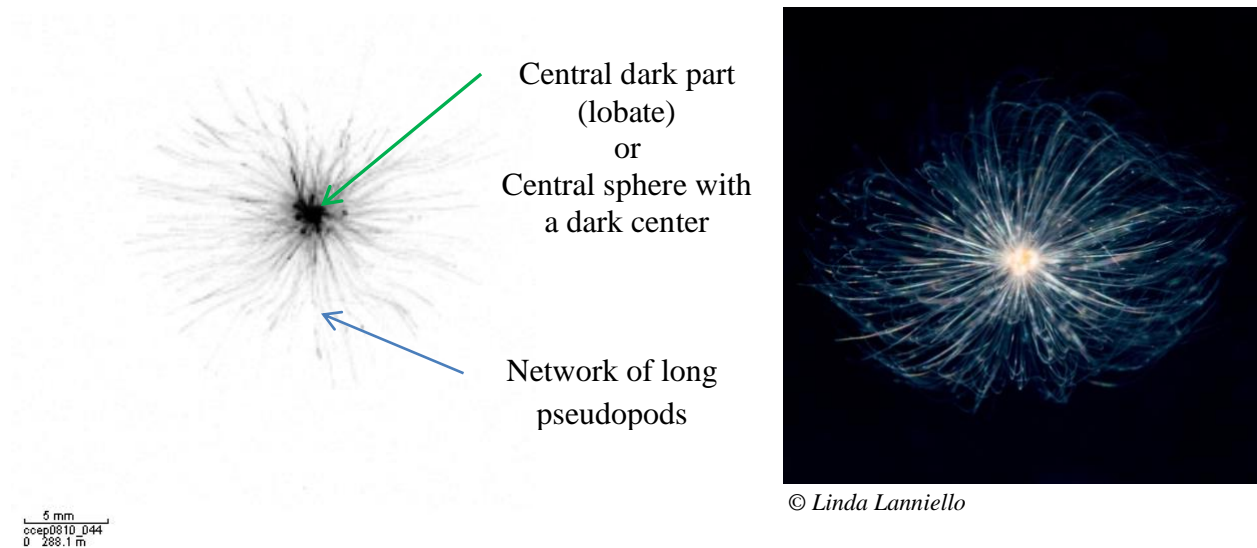 Central dark part
(lobate)
or
Central sphere with
a dark center
Network of long
pseudopods
© Linda Lanniello
5 mm
ccep0810_044
0 288.1 m